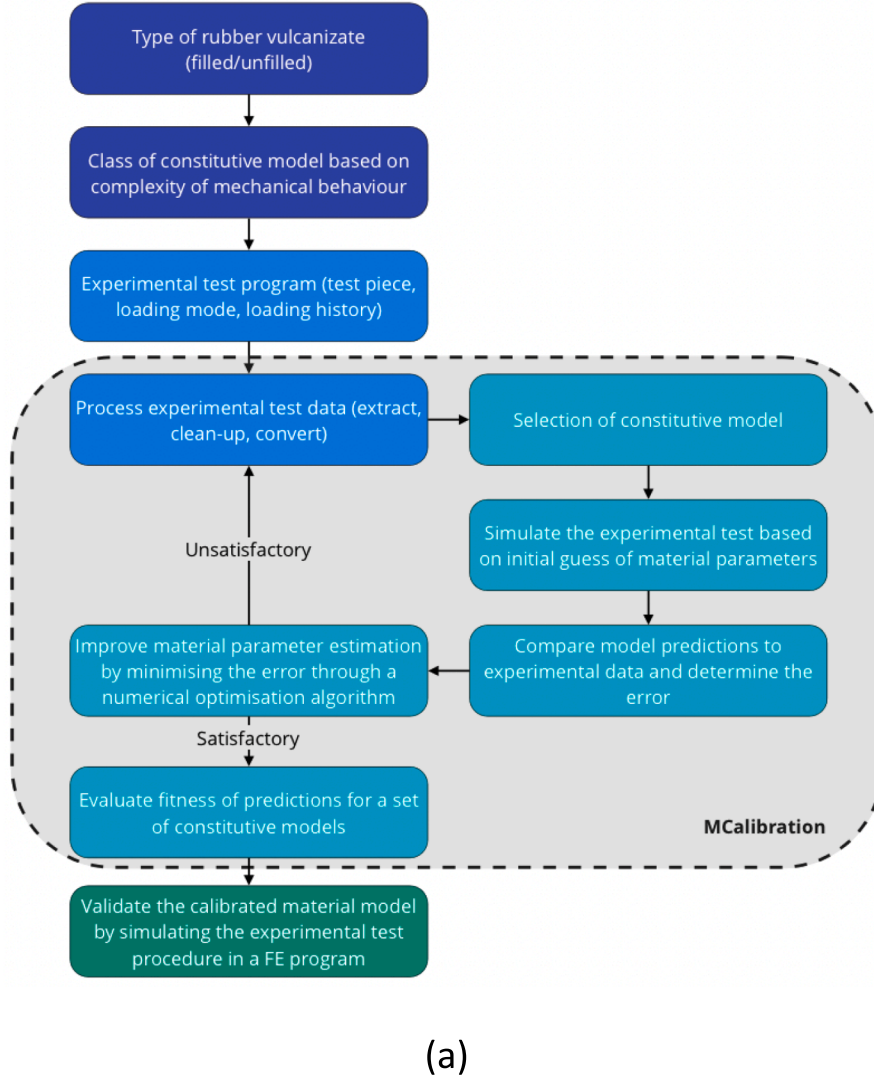 Type of rubber vulcanizate
(filled/unfilled)
Class of constitutive model based on
complexity of mechanical behaviour
Experimental test program (test piece,
loading mode, loading history)
Process experimental test data (extract,
clean-up, convert)
Selection of constitutive model
Simulate the experimental test based
on initial guess of material parameters
Compare model predictions to
experimental data and determine the
error
Improve material parameter estimation
by minimising the error through a
numerical optimisation algorithm
Unsatisfactory
Satisfactory
Evaluate fitness of predictions for a set
of constitutive models
MCalibration
Validate the calibrated material model
by simulating the experimental test
procedure in a FE program
(a)